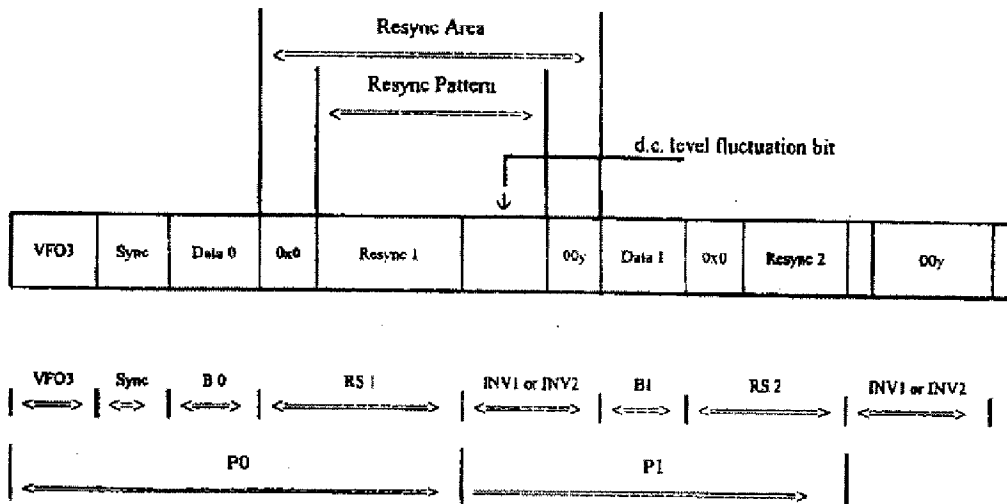 Resync Area
Resync Pattern
d.c. level fluctuation bit
VFO3 Sync Data 0 0x0 Resync 1 00y Data 1 0x0 Resync 2 00y
VFO3 Sync B 0 RS 1 INV1 or INV2 B1 RS 2 INV1 or INV2
P0 P1